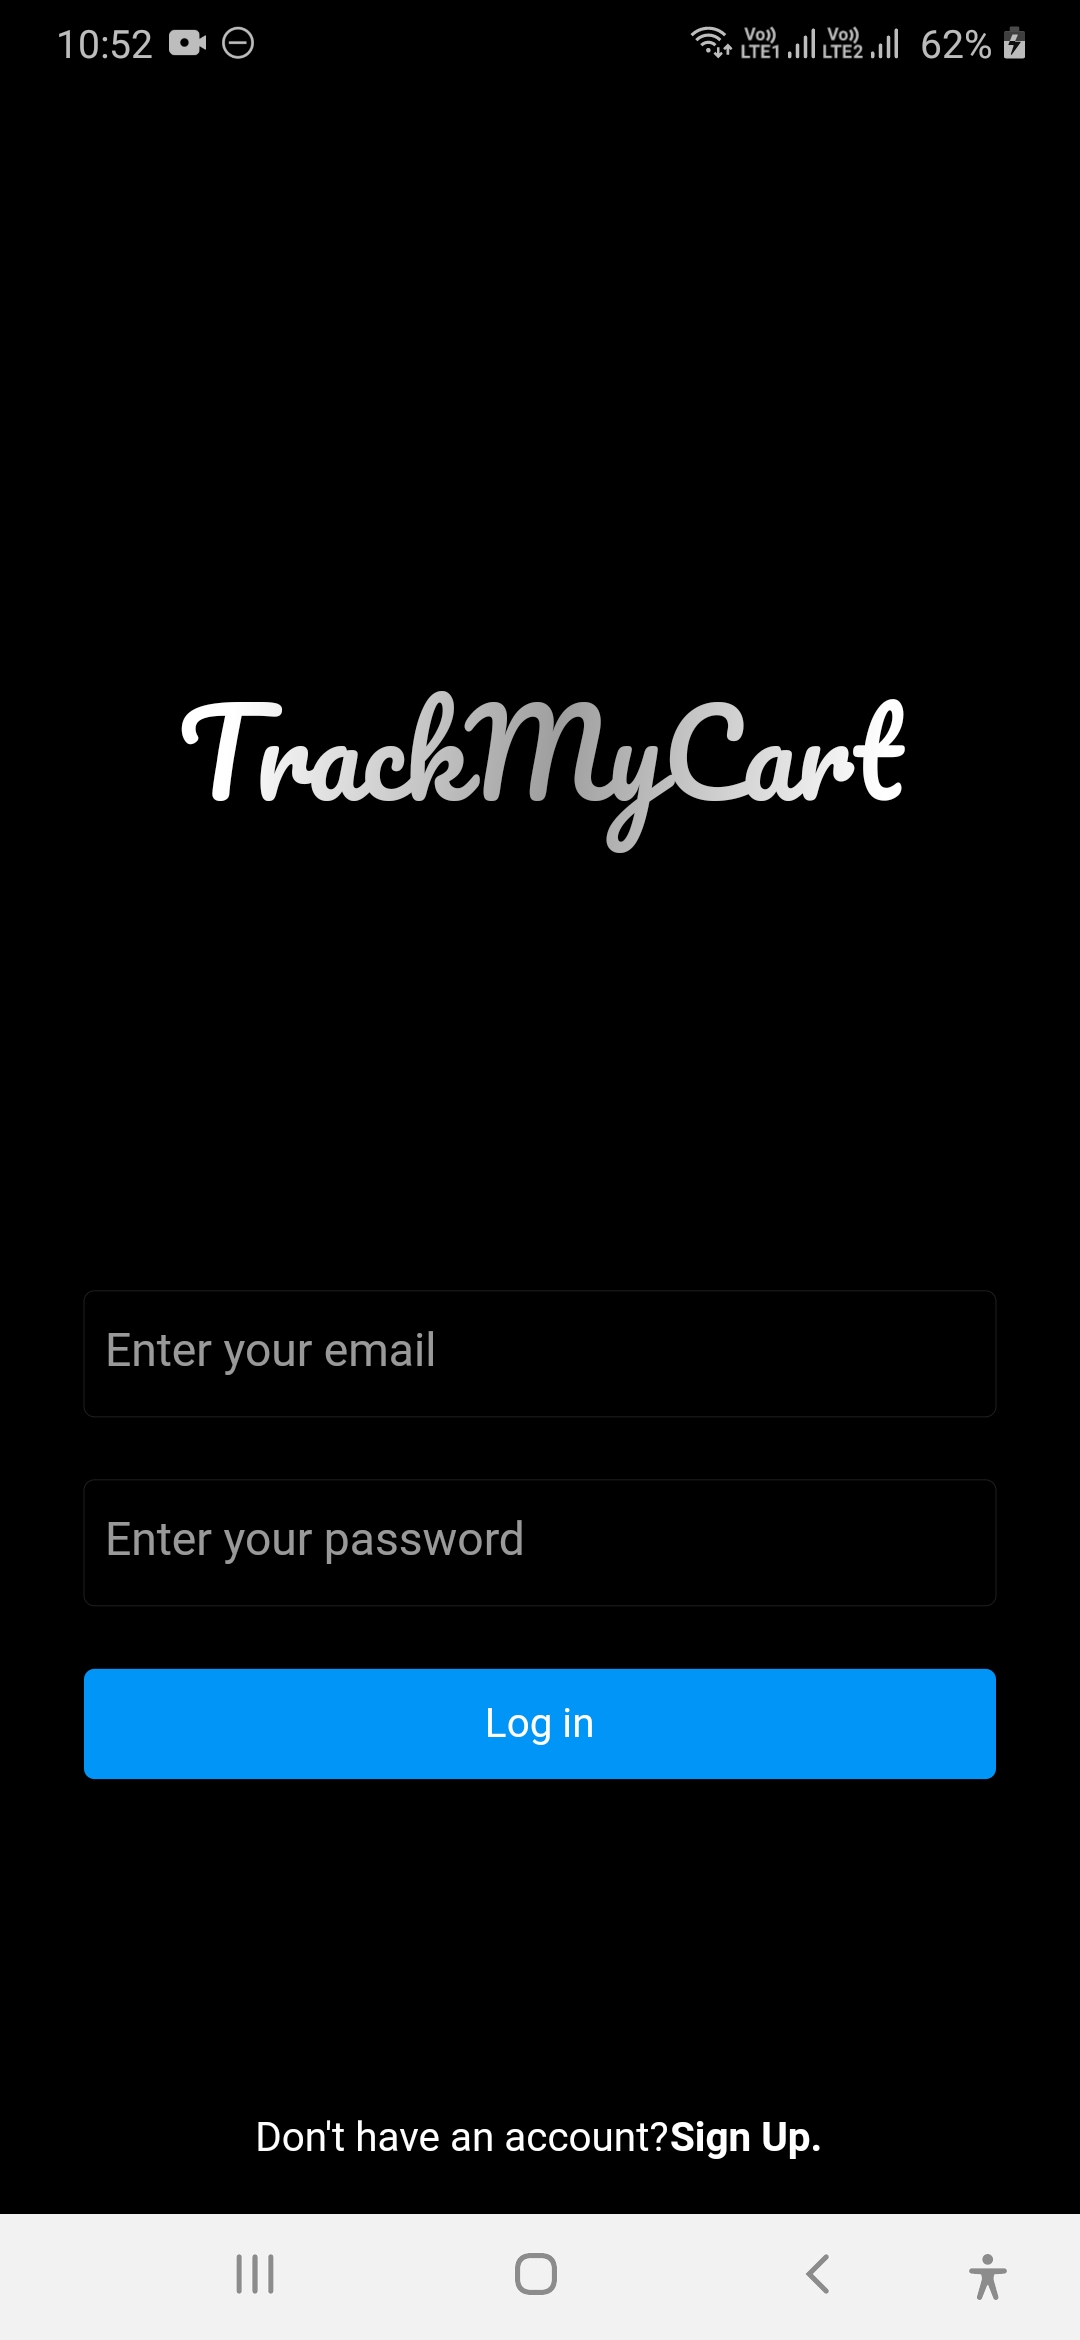 10:52 Vo)) LTE1 Vo)) LTE2 62%
TrackMyCart
Enter your email
Enter your password
Log in
Don't have an account?Sign Up.